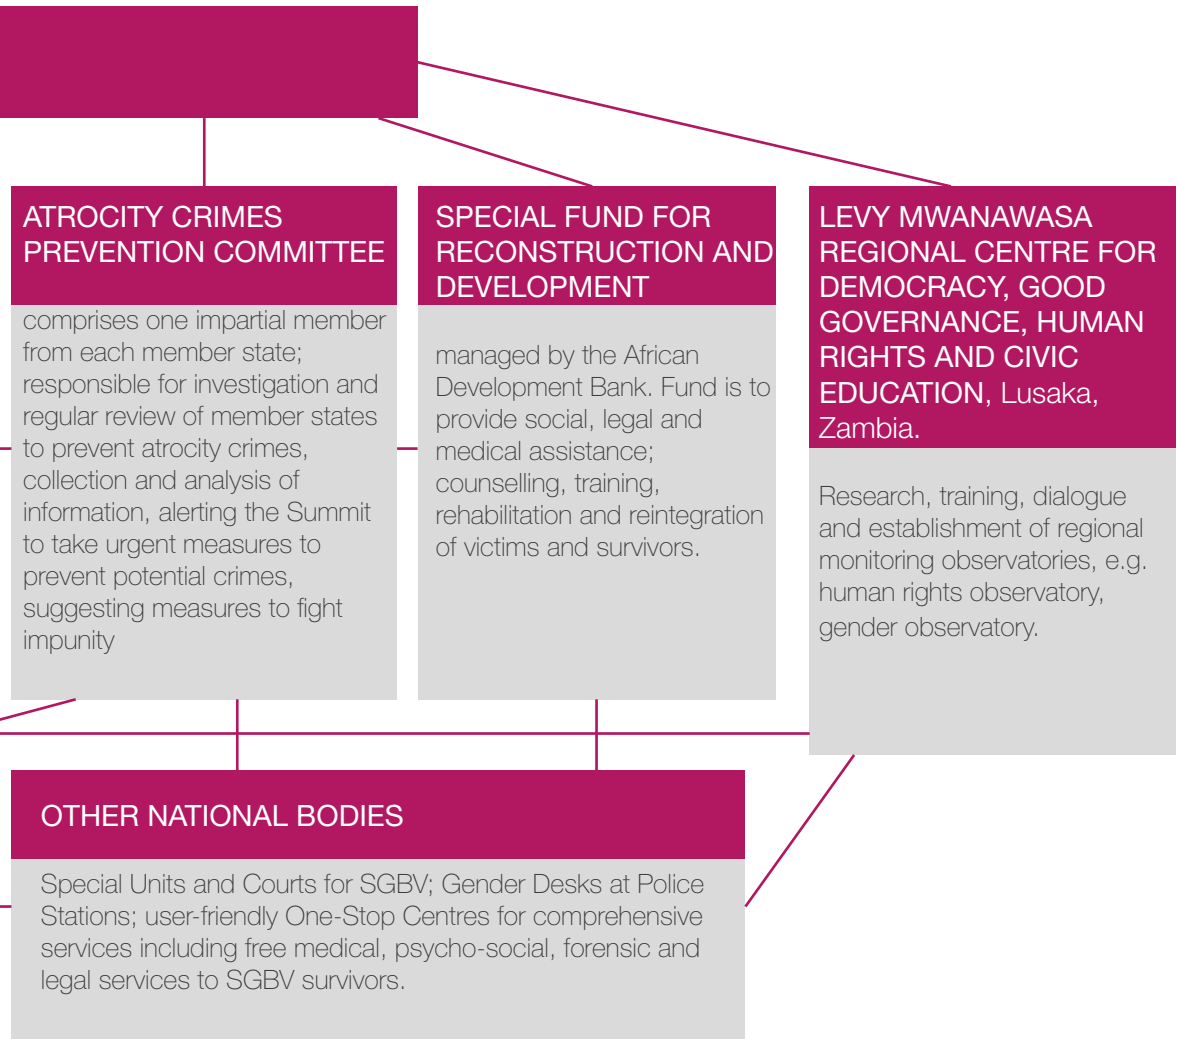 ATROCITY CRIMES
PREVENTION COMMITTEE
comprises one impartial member
from each member state;
responsible for investigation and
regular review of member states
to prevent atrocity crimes,
collection and analysis of
information, alerting the Summit
to take urgent measures to
prevent potential crimes,
suggesting measures to fight
impunity
SPECIAL FUND FOR
RECONSTRUCTION AND
DEVELOPMENT
managed by the African
Development Bank. Fund is to
provide social, legal and
medical assistance;
counselling, training,
rehabilitation and reintegration
of victims and survivors.
LEVY MWANAWASA
REGIONAL CENTRE FOR
DEMOCRACY, GOOD
GOVERNANCE, HUMAN
RIGHTS AND CIVIC
EDUCATION, Lusaka,
Zambia.
Research, training, dialogue
and establishment of regional
monitoring observatories, e.g.
human rights observatory,
gender observatory.
OTHER NATIONAL BODIES
Special Units and Courts for SGBV; Gender Desks at Police
Stations; user-friendly One-Stop Centres for comprehensive
services including free medical, psycho-social, forensic and
legal services to SGBV survivors.